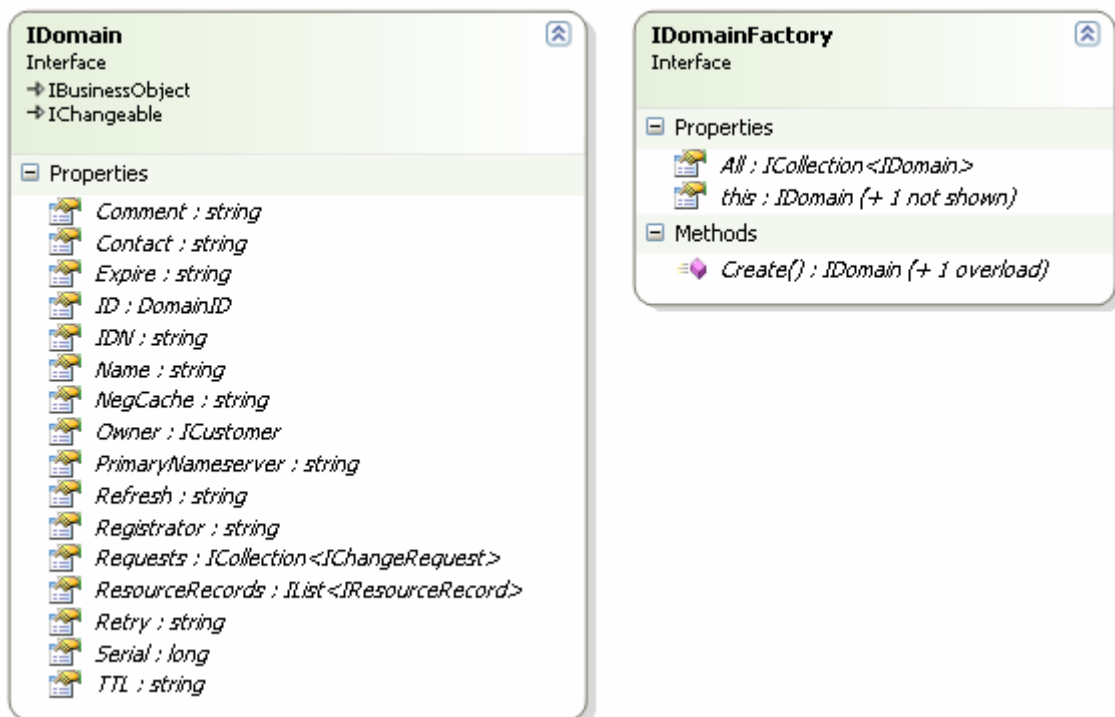 IDomain
Interface
IBusinessObject
IChangeable
Properties
Comment : string
Contact : string
Expire : string
ID : DomainID
IDN : string
Name : string
NegCache : string
Owner : ICustomer
PrimaryNameserver : string
Refresh : string
Registrator : string
Requests : ICollection<IChangeRequest>
ResourceRecords : IList<IResourceRecord>
Retry : string
Serial : long
TTL : string
IDomainFactory
Interface
Properties
All : ICollection<IDomain>
this : IDomain (+ 1 not shown)
Methods
Create() : IDomain (+ 1 overload)